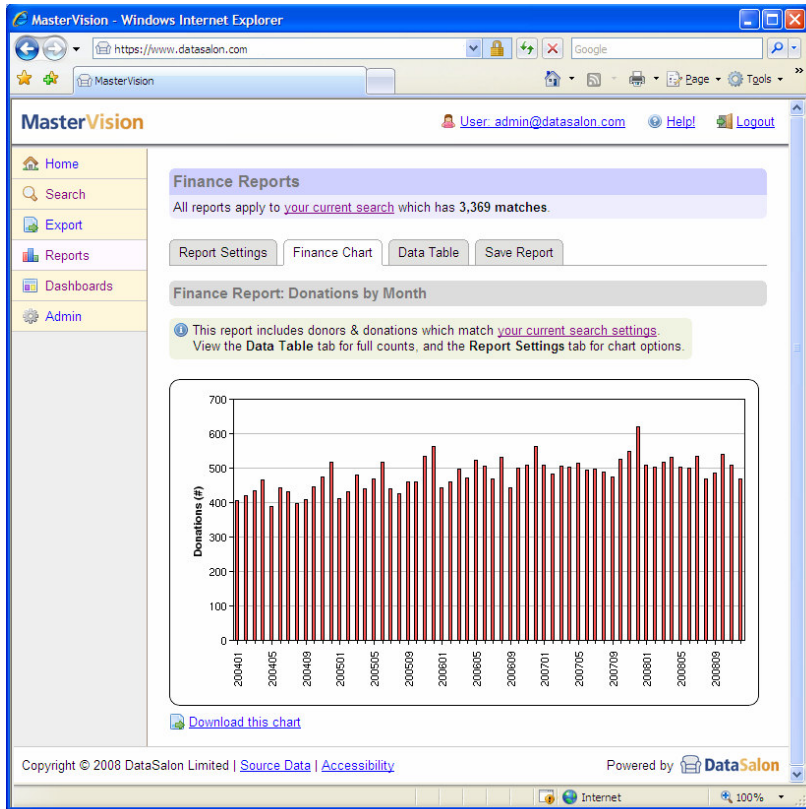 MasterVision - Windows Internet Explorer
https://www.datasalon.com
Google
MasterVision
Page
Tools
MasterVision
User: admin@datasalon.com
Help!
Logout
Home
Search
Export
Reports
Dashboards
Admin
Finance Reports
All reports apply to your current search which has 3,369 matches.
Report Settings
Finance Chart
Data Table
Save Report
Finance Report: Donations by Month
This report includes donors & donations which match your current search settings.
View the Data Table tab for full counts, and the Report Settings tab for chart options.
700
600
500
400
300
200
100
0
Donations (#)
200401
200405
200409
200501
200505
200509
200601
200605
200609
200701
200705
200709
200801
200805
200809
Download this chart
Copyright © 2008 DataSalon Limited | Source Data | Accessibility
Powered by DataSalon
Internet
100%